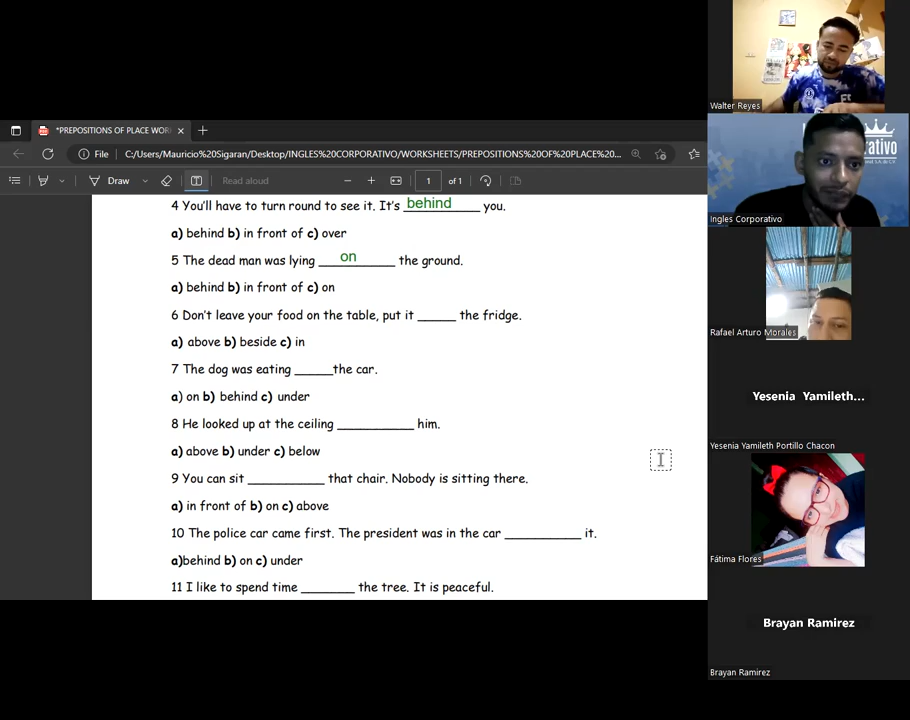 *PREPOSITIONS OF PLACE WOR
File C:/Users/Mauricio%20Sigaran/Desktop/INGLES%20CORPORATIVO/WORKSHEETS/PREPOSITIONS%20OF%20PLACE%20...
Draw Read aloud 1 of 1
4 You'll have to turn round to see it. It's behind you.
a) behind b) in front of c) over
5 The dead man was lying on the ground.
a) behind b) in front of c) on
6 Don't leave your food on the table, put it _____ the fridge.
a) above b) beside c) in
7 The dog was eating _____the car.
a) on b) behind c) under
8 He looked up at the ceiling __________ him.
a) above b) under c) below
9 You can sit __________ that chair. Nobody is sitting there.
a) in front of b) on c) above
10 The police car came first. The president was in the car __________ it.
a)behind b) on c) under
11 I like to spend time _______ the tree. It is peaceful.
Walter Reyes
rativo
Ingles Corporativo
Rafael Arturo Morales
Yesenia Yamileth...
Yesenia Yamileth Portillo Chacon
Fátima Flores
Brayan Ramirez
Brayan Ramirez